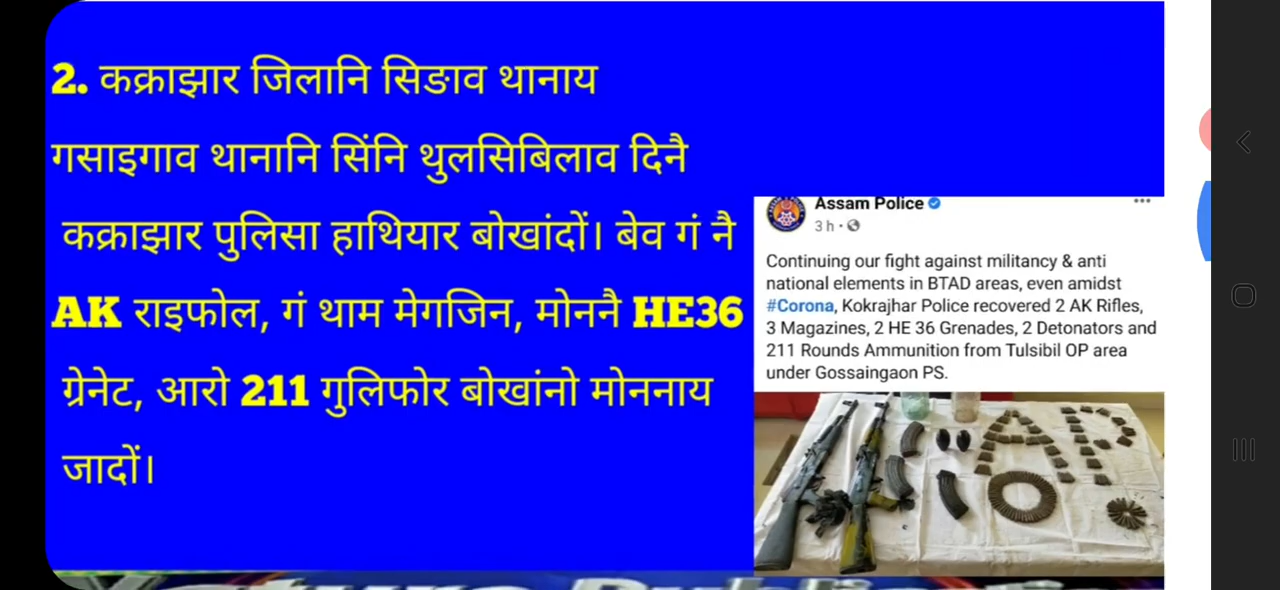 2. कक्राझार जिलानि सिङाव थानाय
गसाइगाव थानानि सिंनि थुलसिबिलाव दिनै
कक्राझार पुलिसा हाथियार बोखांदों। बेव गं नै
AK राइफोल, गं थाम मेगजिन, मोननै HE36
ग्रेनेट, आरो 211 गुलिफोर बोखांनो मोननाय
जादों।
Assam Police
3 h
Continuing our fight against militancy & anti
national elements in BTAD areas, even amidst
#Corona, Kokrajhar Police recovered 2 AK Rifles,
3 Magazines, 2 HE 36 Grenades, 2 Detonators and
211 Rounds Ammunition from Tulsibil OP area
under Gossaingaon PS.
AP